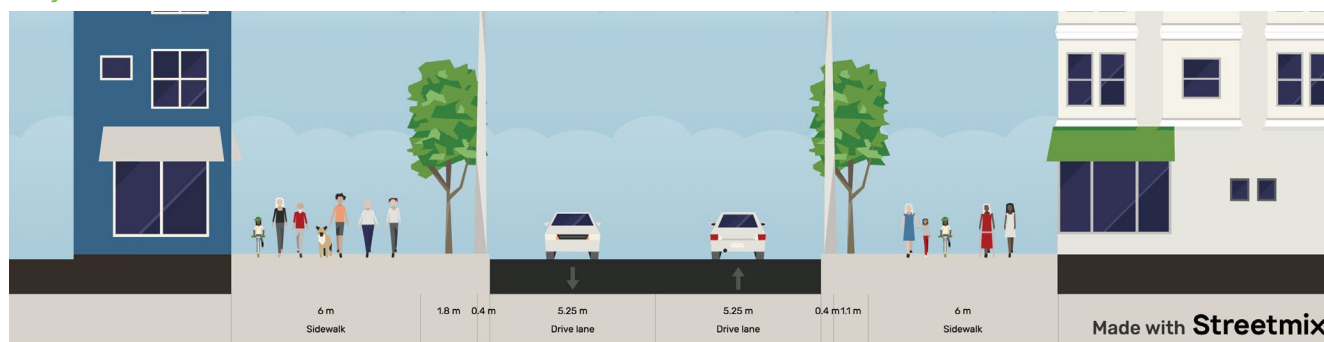 6 m
Sidewalk
1.8 m
0.4 m
5.25 m
Drive lane
5.25 m
Drive lane
0.4 m
1.1 m
6 m
Sidewalk
Made with Streetmix